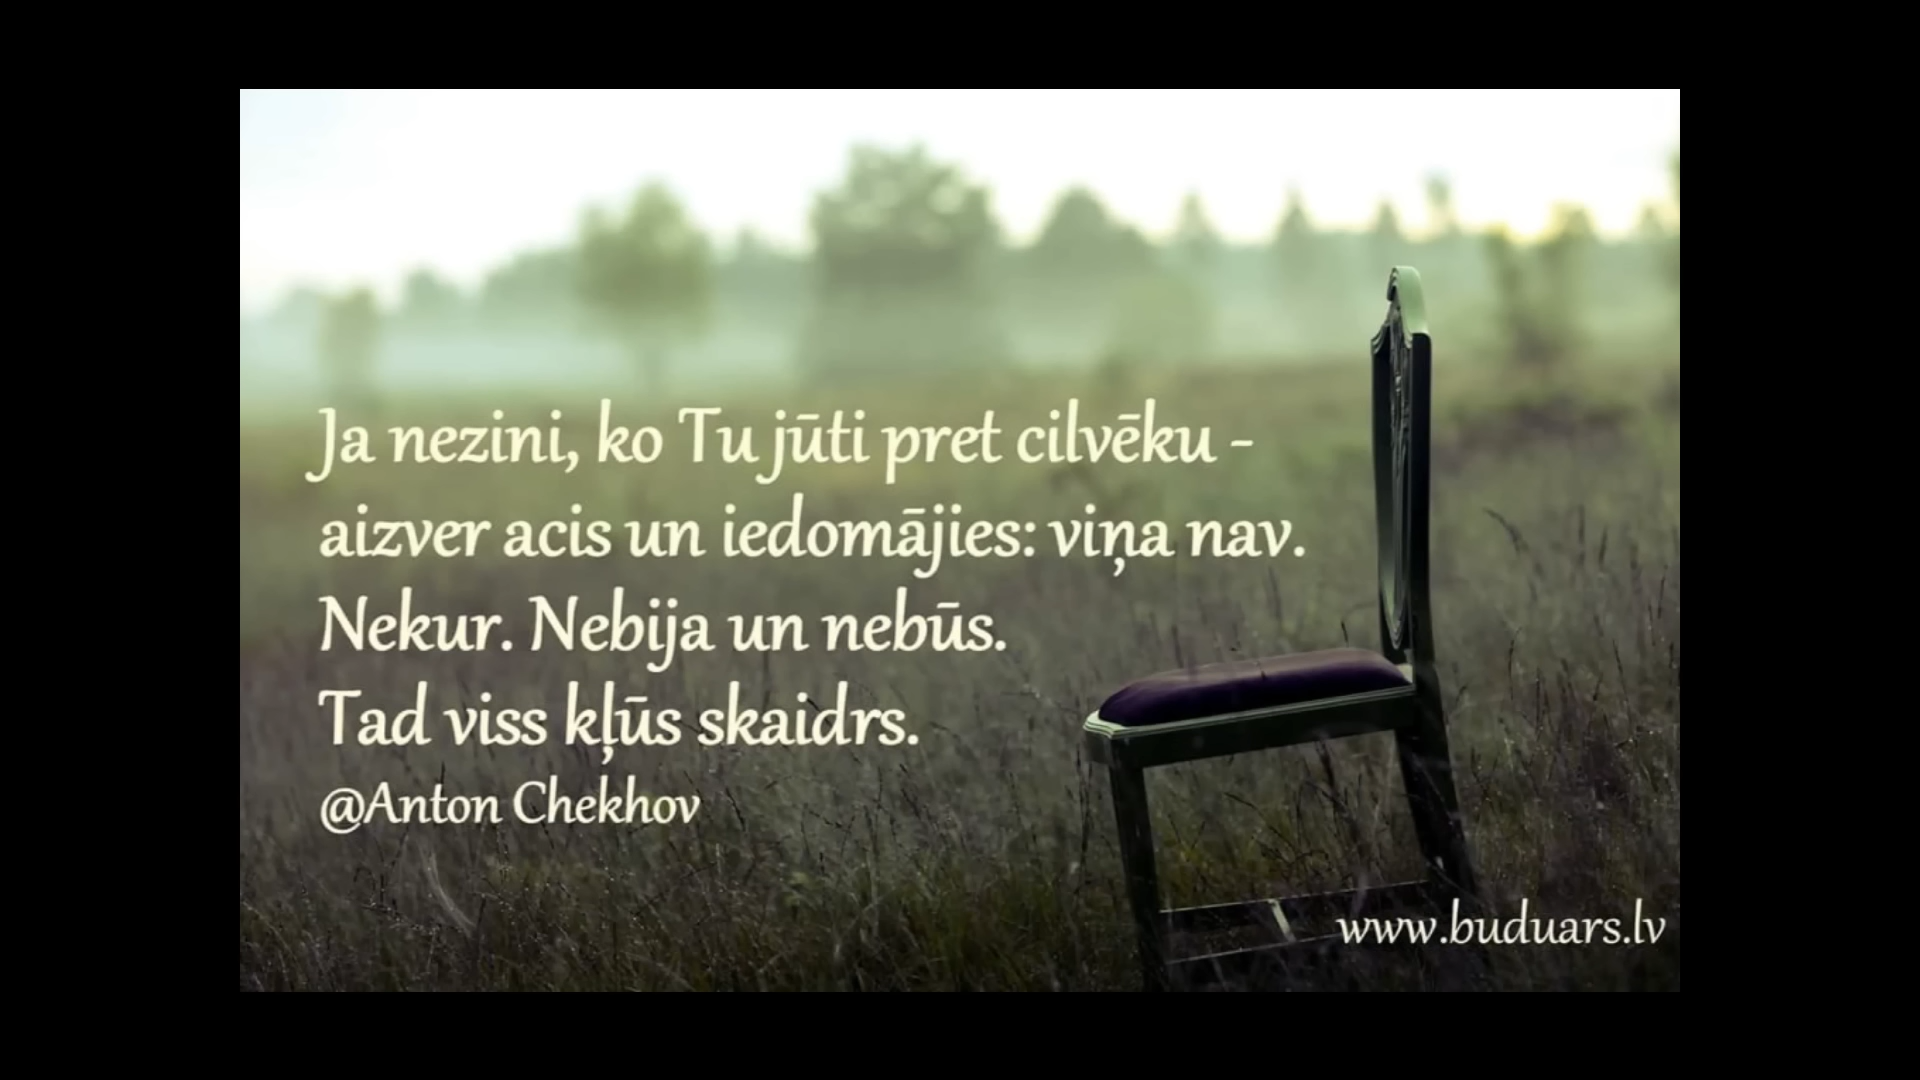 Ja nezini, ko Tu jūti pret cilvēku -
aizver acis un iedomājies: viņa nav.
Nekur. Nebija un nebūs.
Tad viss kļūs skaidrs.
@Anton Chekhov
www.buduars.lv